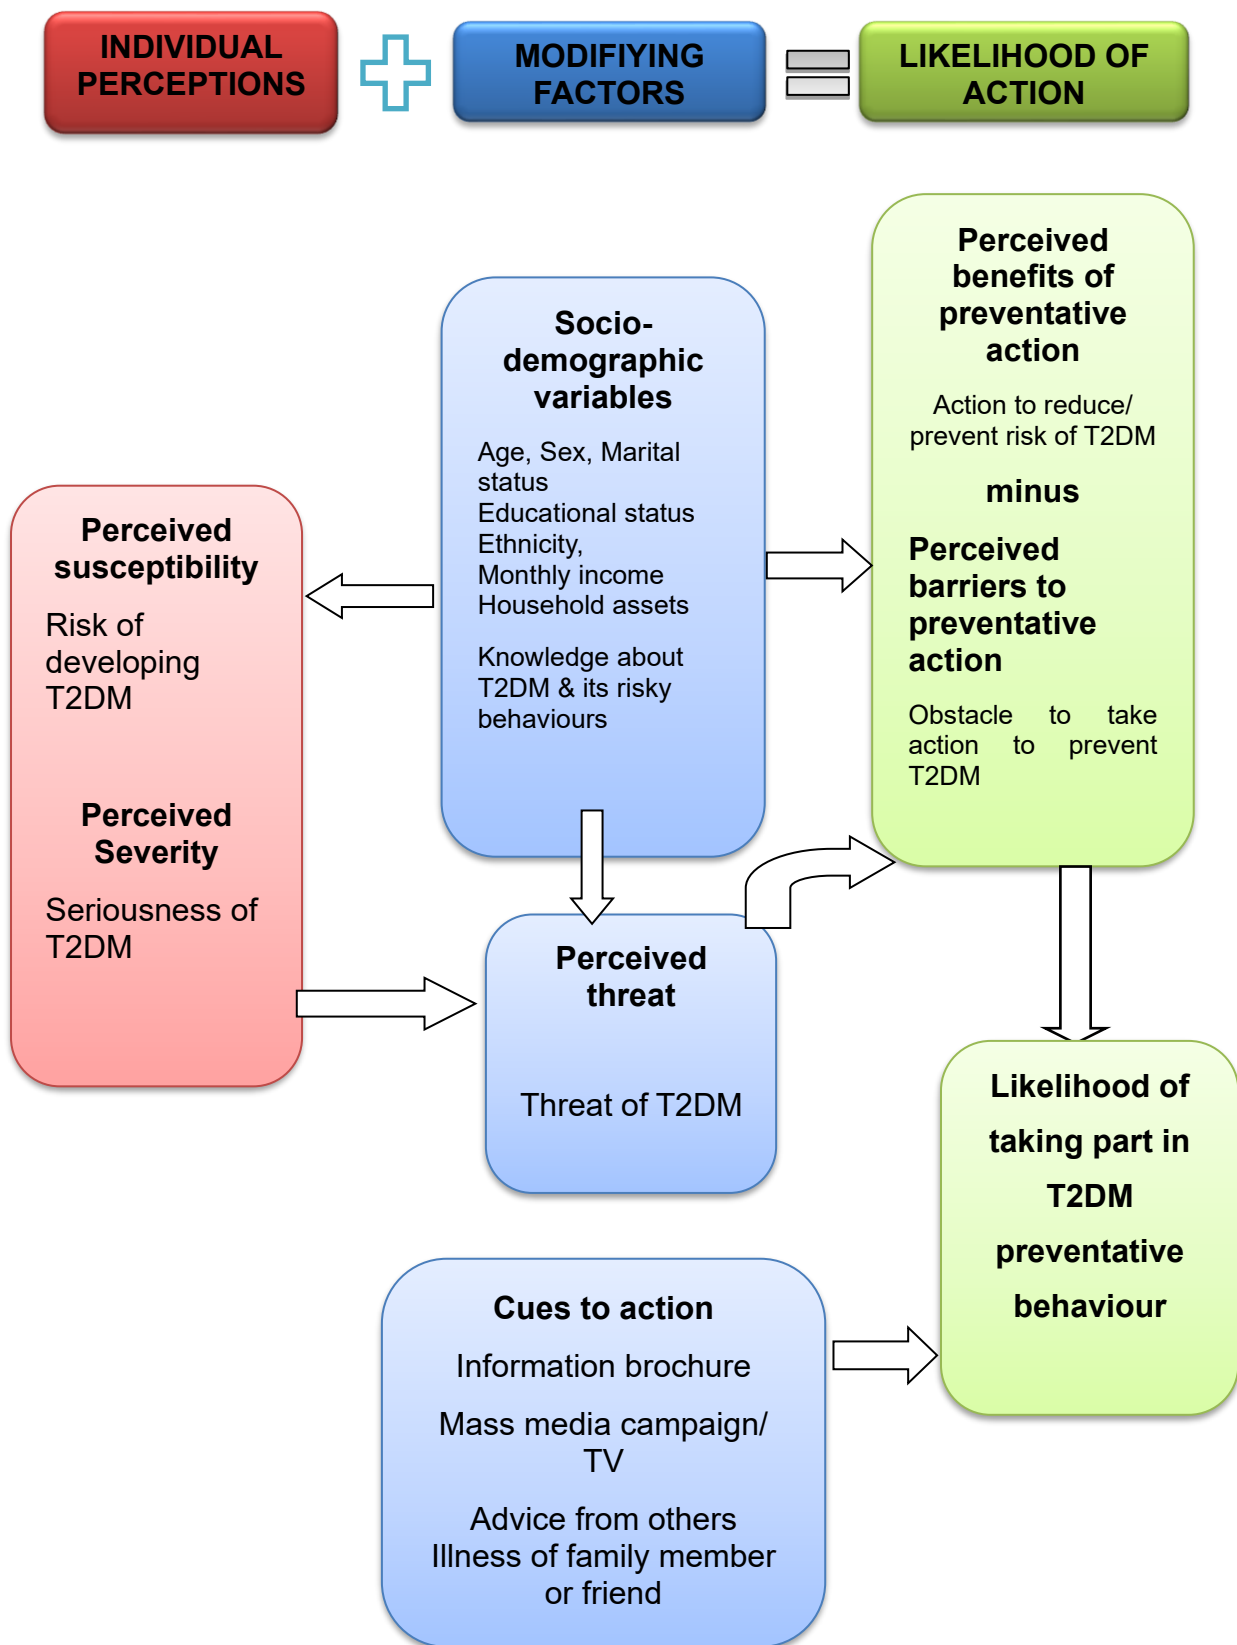 INDIVIDUAL
PERCEPTIONS
MODIFIYING
FACTORS
LIKELIHOOD OF
ACTION
Perceived
susceptibility
Risk of
developing
T2DM
Perceived
Severity
Seriousness of
T2DM
Socio-
demographic
variables
Age, Sex, Marital
status
Educational status
Ethnicity,
Monthly income
Household assets
Knowledge about
T2DM & its risky
behaviours
Perceived
threat
Threat of T2DM
Cues to action
Information brochure
Mass media campaign/
TV
Advice from others
Illness of family member
or friend
Perceived
benefits of
preventative
action
Action to reduce/
prevent risk of T2DM
minus
Perceived
barriers to
preventative
action
Obstacle to take
action to prevent
T2DM
Likelihood of
taking part in
T2DM
preventative
behaviour